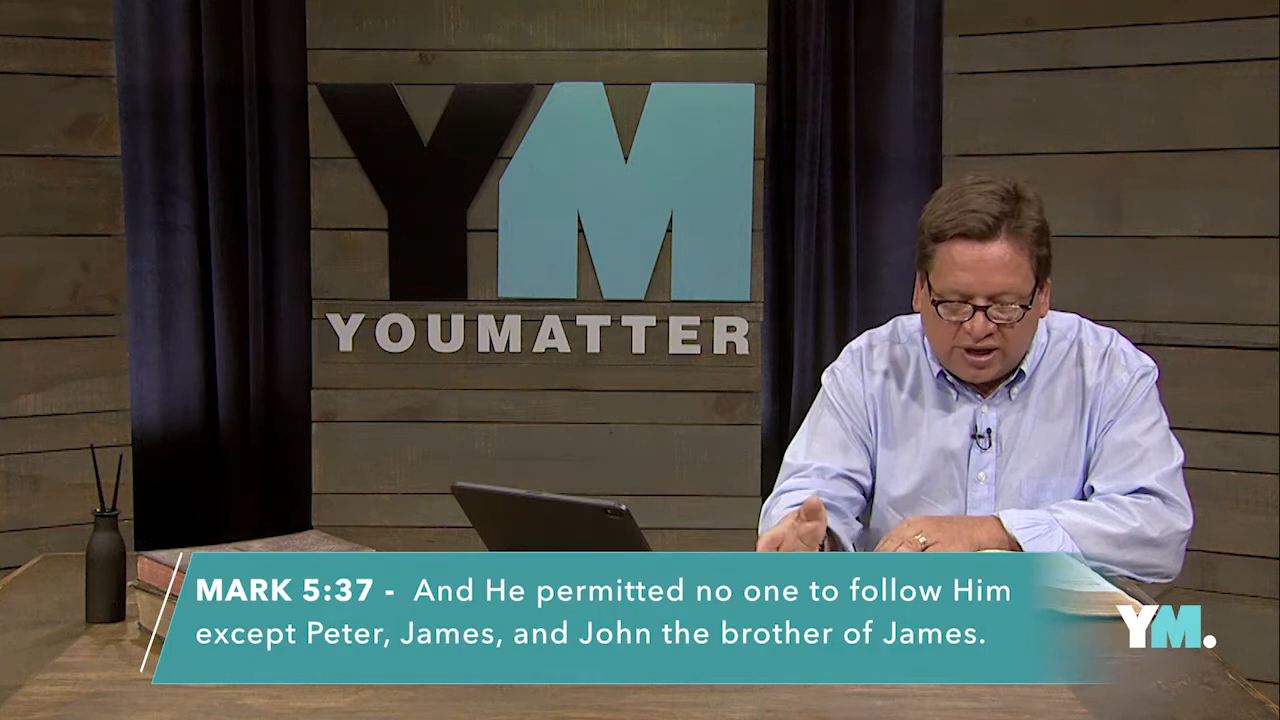 YM
YOUMATTER
MARK 5:37 - And He permitted no one to follow Him
except Peter, James, and John the brother of James.
YM.